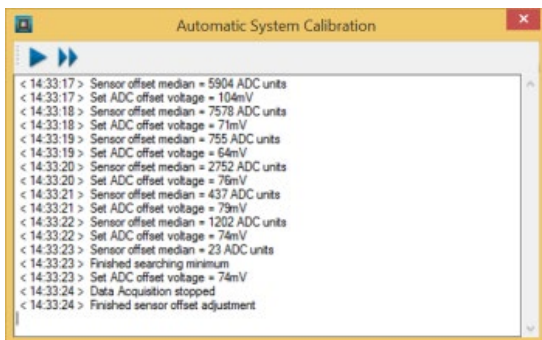 Automatic System Calibration
< 14:33:17 > Sensor offset median = 5904 ADC units
< 14:33:17 > Set ADC offset voltage = 104mV
< 14:33:18 > Sensor offset median = 7578 ADC units
< 14:33:18 > Set ADC offset voltage = 71mV
< 14:33:19 > Sensor offset median = 755 ADC units
< 14:33:19 > Set ADC offset voltage = 64mV
< 14:33:20 > Sensor offset median = 2752 ADC units
< 14:33:20 > Set ADC offset voltage = 76mV
< 14:33:21 > Sensor offset median = 437 ADC units
< 14:33:21 > Set ADC offset voltage = 79mV
< 14:33:22 > Sensor offset median = 1202 ADC units
< 14:33:22 > Set ADC offset voltage = 74mV
< 14:33:23 > Sensor offset median = 23 ADC units
< 14:33:23 > Finished searching minimum
< 14:33:23 > Set ADC offset voltage = 74mV
< 14:33:24 > Data Acquisition stopped
< 14:33:24 > Finished sensor offset adjustment